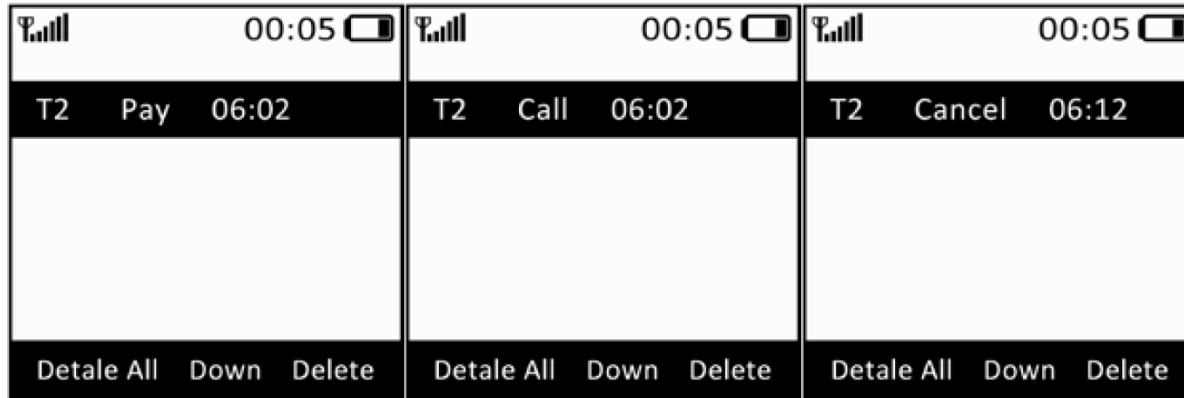 00:05 00:05 00:05
T2 Pay 06:02 T2 Call 06:02 T2 Cancel 06:12
Detale All Down Delete Detale All Down Delete Detale All Down Delete